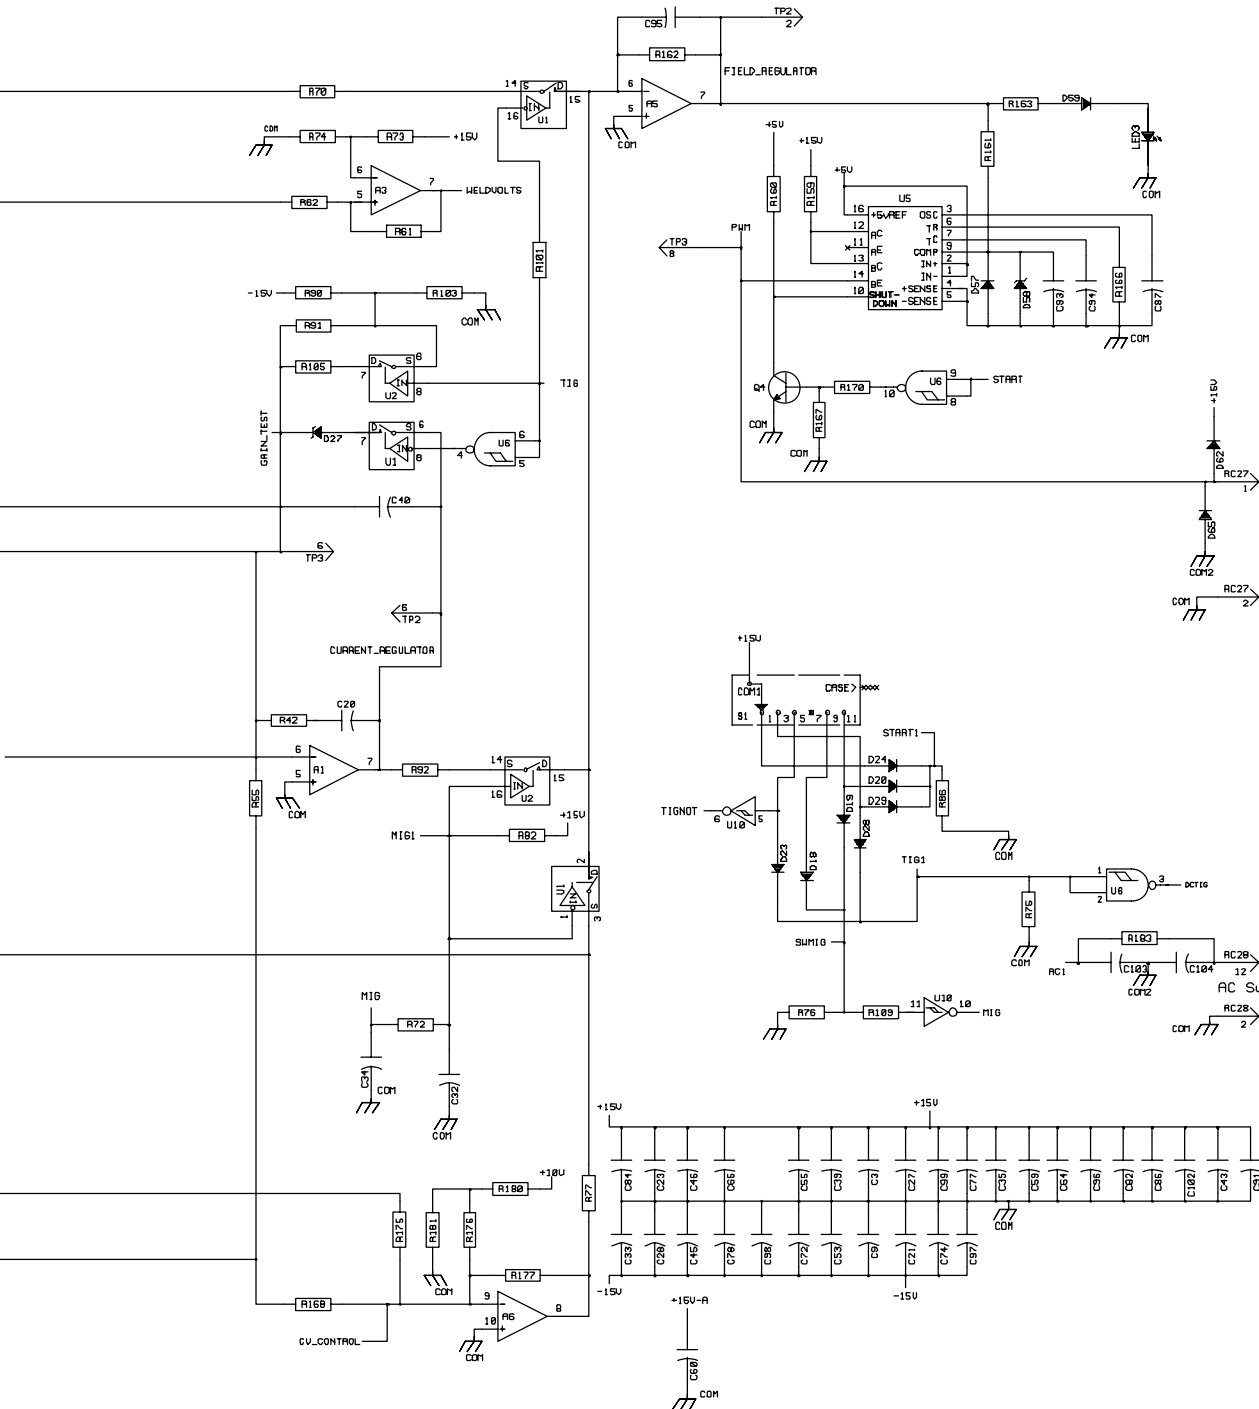 TP2
2
C95
R162
FIELD_REGULATOR
R70
14 S D
15
16 IN
U1
6
5
A5
7
COM
R163
D59
LED3
COM
COM
R74
R73
+15V
6
5
A3
7
WELDVOLTS
R62
R61
R101
+5V
+15V
+5V
R161
R160
R159
U5
16 +5vREF OSC 3
12 AC TR 6
11 AE TC 7
13 BC COMP 9
14 BE IN+ 2
IN- 1
10 SHUT-DOWN +SENSE 4
-SENSE 5
PWM
TP3
8
D57
D58
C93
C94
R166
C87
COM
-15V
R90
R103
COM
R91
R105
D S 6
7 IN 8
U2
TIG
GAIN_TEST
D27
D S 6
7 IN 8
U1
4
U6
6
5
Q4
R170
10
U6
9
8
START
R167
COM
COM
+15V
D62
RC27
1
D65
COM2
C40
6
TP3
RC27
2
COM
6
TP2
CURRENT_REGULATOR
+15V
COM1
CASE
S1
1 3 5 7 9 11
START1
R42
C20
6
5
A1
7
COM
R55
R92
14 S D
15
16 IN
U2
MIG1
R82
+15V
D24
D20
D29
R86
COM
TIGNOT
6
U10
5
D19
D28
D23
D18
TIG1
1
2
U6
3
DCTIG
2
D
U1
IN
S
1
3
R75
COM
SWMIG
R183
AC1
C103
C104
COM2
RC28
12
AC Su
MIG
R72
C34
COM
C32
COM
R76
R109
11
U10
10
MIG
RC28
2
COM
+15V
+15V
C84
C23
C46
C65
C55
C39
C3
C27
C99
C77
C35
C59
C64
C96
C82
C86
C102
C43
C91
COM
C33
C28
C45
C78
C98
C72
C53
C9
C21
C74
C97
-15V
-15V
+10V
R180
R77
R175
R181
R176
COM
R177
R168
9
10
A6
8
COM
CV_CONTROL
+15V-A
C60
COM